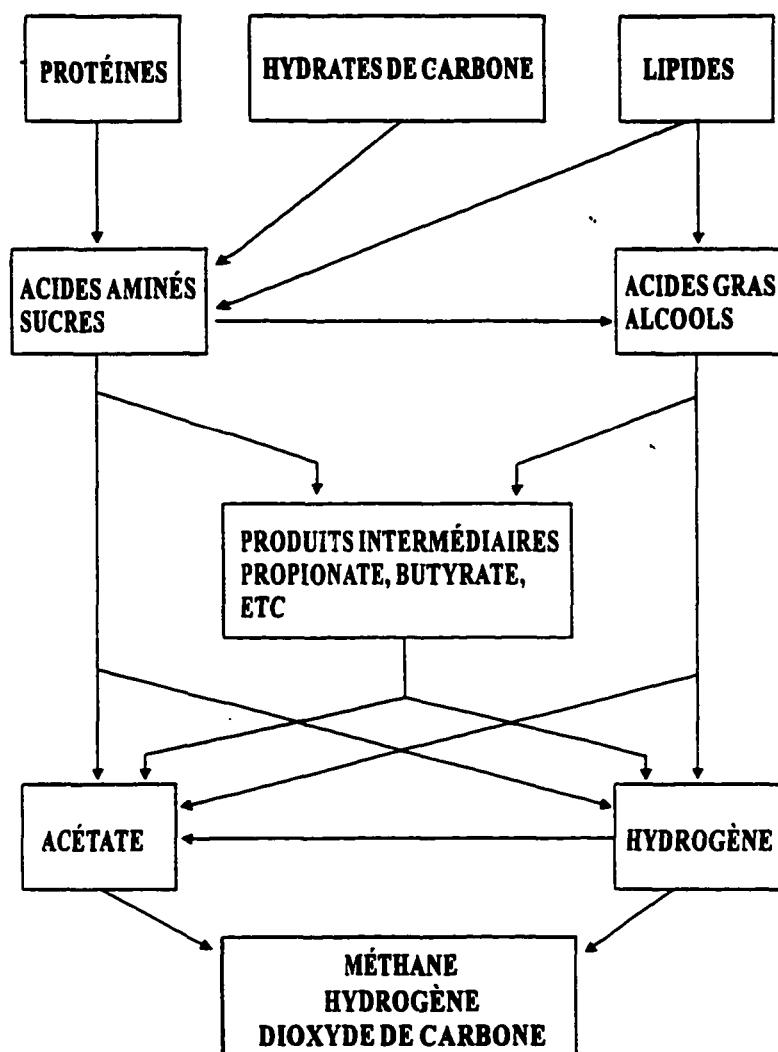 PROTÉINES
HYDRATES DE CARBONE
LIPIDES
ACIDES AMINÉS
SUCRES
ACIDES GRAS
ALCOOLS
PRODUITS INTERMÉDIAIRES
PROPIONATE, BUTYRATE,
ETC
ACÉTATE
HYDROGÈNE
MÉTHANE
HYDROGÈNE
DIOXYDE DE CARBONE